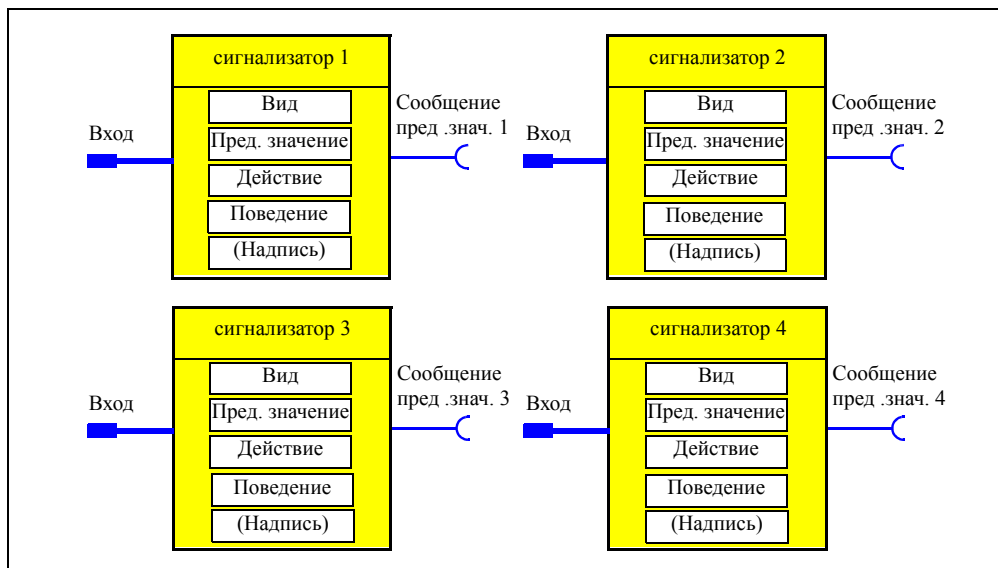 сигнализатор 1
Вход
Вид
Пред. значение
Действие
Поведение
(Надпись)
Сообщение
пред .знач. 1
сигнализатор 2
Вход
Вид
Пред. значение
Действие
Поведение
(Надпись)
Сообщение
пред .знач. 2
сигнализатор 3
Вход
Вид
Пред. значение
Действие
Поведение
(Надпись)
Сообщение
пред .знач. 3
сигнализатор 4
Вход
Вид
Пред. значение
Действие
Поведение
(Надпись)
Сообщение
пред .знач. 4